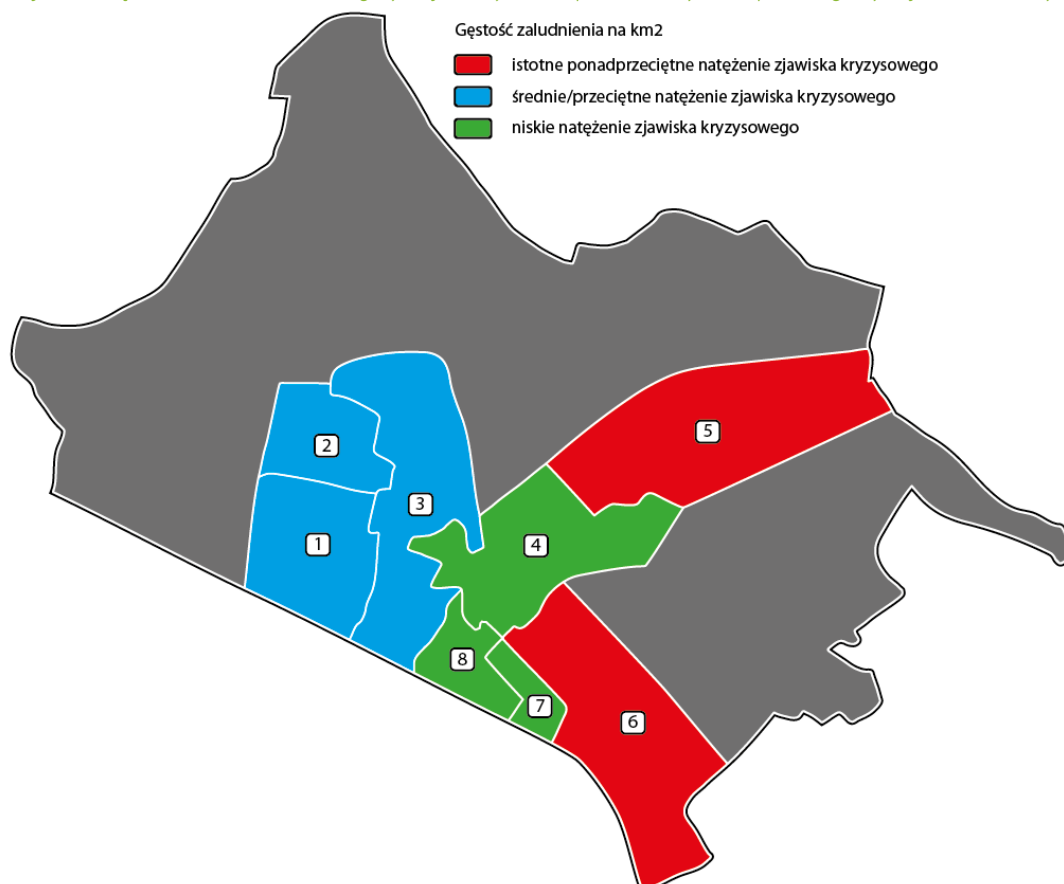 Gęstość zaludnienia na km2
istotne ponadprzeciętne natężenie zjawiska kryzysowego
średnie/przeciętne natężenie zjawiska kryzysowego
niskie natężenie zjawiska kryzysowego
5
2
3
1
4
8
7
6